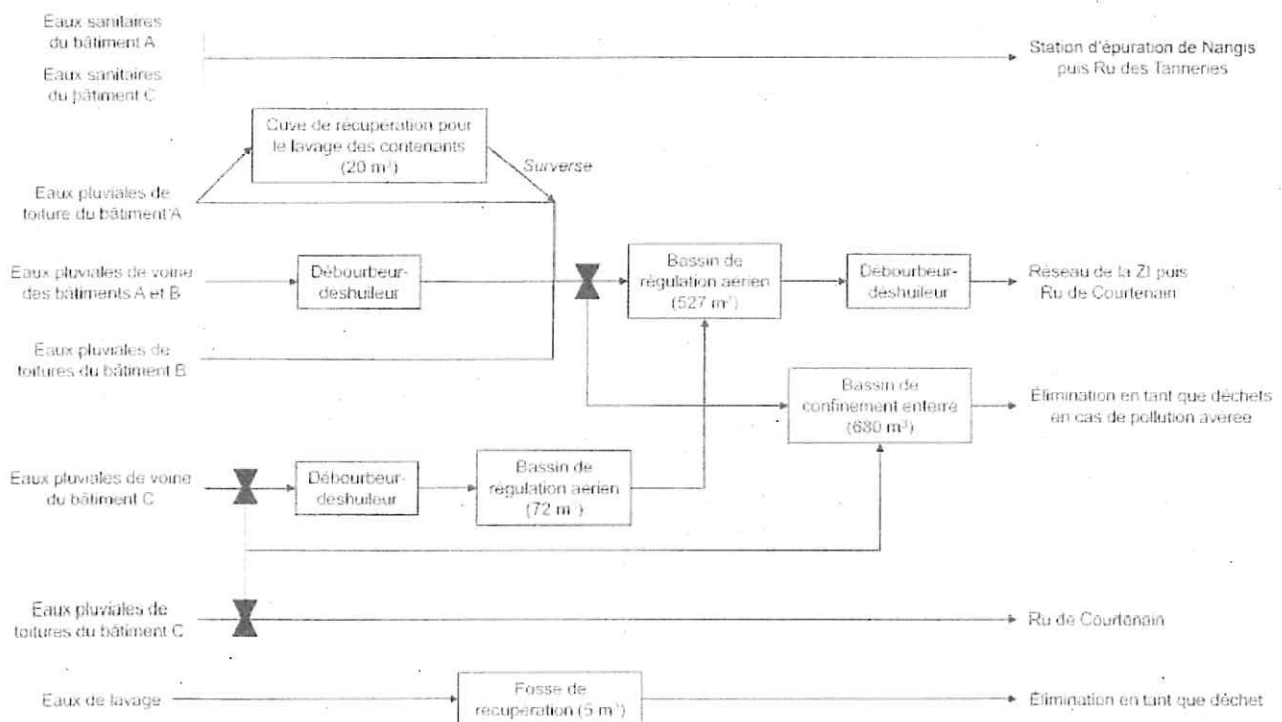 Eaux sanitaires
du bâtiment A
Eaux sanitaires
du bâtiment C
Station d'épuration de Nangis
puis Ru des Tanneries
Cuve de récupération pour
le lavage des contenants
(20 m³)
Surverse
Eaux pluviales de
toiture du bâtiment A
Eaux pluviales de voirie
des bâtiments A et B
Débourbeur-
déshuileur
Bassin de
régulation aérien
(527 m³)
Débourbeur-
déshuileur
Réseau de la ZI puis
Ru de Courtenain
Eaux pluviales de
toitures du bâtiment B
Bassin de
confinement enterré
(680 m³)
Élimination en tant que déchets
en cas de pollution avérée
Eaux pluviales de voirie
du bâtiment C
Débourbeur-
déshuileur
Bassin de
régulation aérien
(72 m³)
Eaux pluviales de
toitures du bâtiment C
Ru de Courtenain
Eaux de lavage
Fosse de
récupération (5 m³)
Élimination en tant que déchet